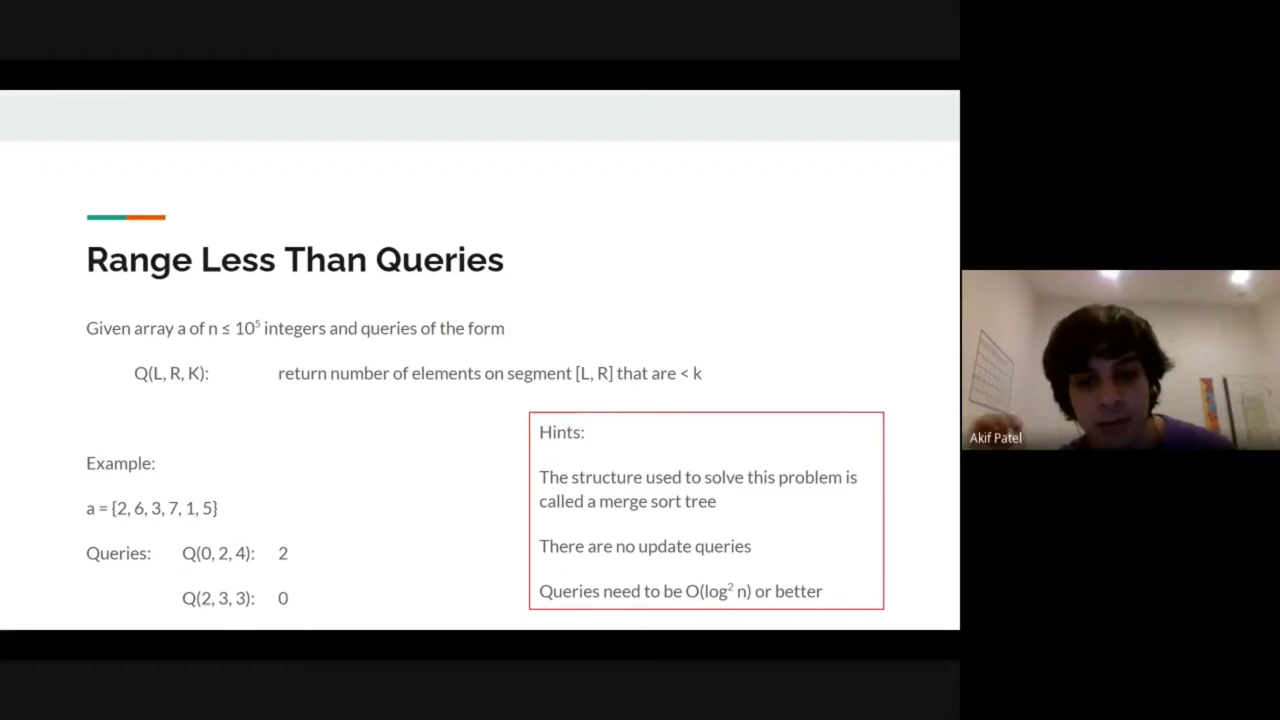 Range Less Than Queries
Given array a of n ≤ 10⁵ integers and queries of the form
Q(L, R, K): return number of elements on segment [L, R] that are < k
Example:
a = {2, 6, 3, 7, 1, 5}
Queries: Q(0, 2, 4): 2
Q(2, 3, 3): 0
Hints:
The structure used to solve this problem is
called a merge sort tree
There are no update queries
Queries need to be O(log² n) or better
Akif Patel